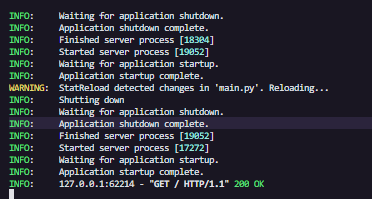 INFO:     Waiting for application shutdown.
INFO:     Application shutdown complete.
INFO:     Finished server process [18304]
INFO:     Started server process [19052]
INFO:     Waiting for application startup.
INFO:     Application startup complete.
WARNING:  StatReload detected changes in 'main.py'. Reloading...
INFO:     Shutting down
INFO:     Waiting for application shutdown.
INFO:     Application shutdown complete.
INFO:     Finished server process [19052]
INFO:     Started server process [17272]
INFO:     Waiting for application startup.
INFO:     Application startup complete.
INFO:     127.0.0.1:62214 - "GET / HTTP/1.1" 200 OK